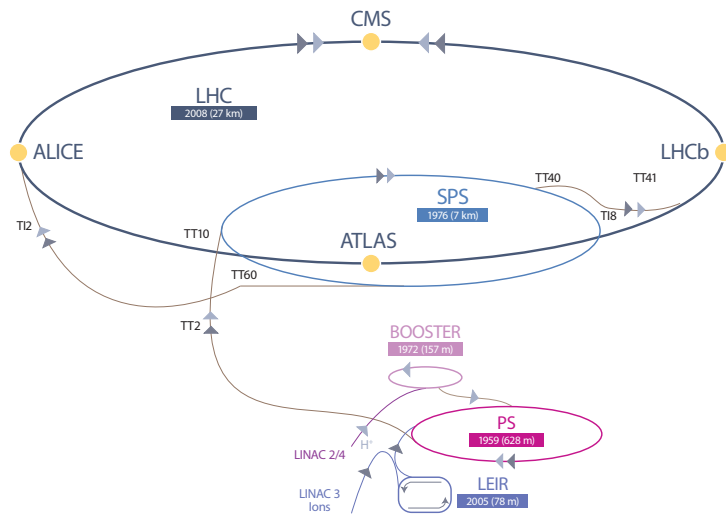 CMS
LHC
2008 (27 km)
ALICE
LHCb
TT40
TT41
SPS
TI8
1976 (7 km)
TI2
TT10
ATLAS
TT60
TT2
BOOSTER
1972 (157 m)
PS
1959 (628 m)
H⁺
LINAC 2/4
LEIR
LINAC 3
2005 (78 m)
Ions